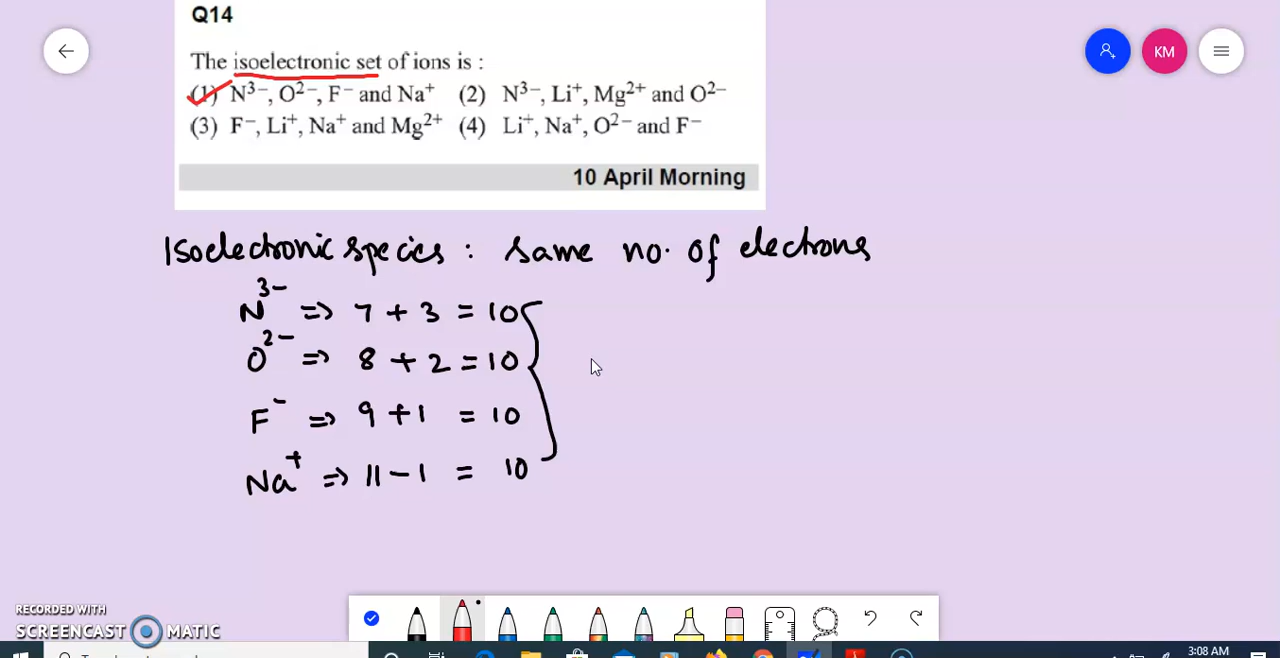 Q14
The isoelectronic set of ions is :
(1) N³⁻, O²⁻, F⁻ and Na⁺ (2) N³⁻, Li⁺, Mg²⁺ and O²⁻
(3) F⁻, Li⁺, Na⁺ and Mg²⁺ (4) Li⁺, Na⁺, O²⁻ and F⁻
10 April Morning
KM
Isoelectronic species : same no. of electrons
N³⁻ => 7 + 3 = 10
O²⁻ => 8 + 2 = 10
F⁻ => 9 + 1 = 10
Na⁺ => 11 - 1 = 10
RECORDED WITH
SCREENCAST MATIC
3:08 AM